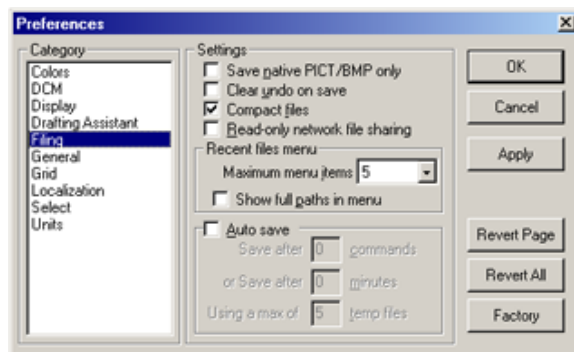 Preferences
Category
Colors
DCM
Display
Drafting Assistant
Filing
General
Grid
Localization
Select
Units
Settings
Save native PICT/BMP only
Clear undo on save
Compact files
Read-only network file sharing
Recent files menu
Maximum menu items 5
Show full paths in menu
Auto save
Save after 0 commands
or Save after 0 minutes
Using a max of 5 temp files
OK
Cancel
Apply
Revert Page
Revert All
Factory